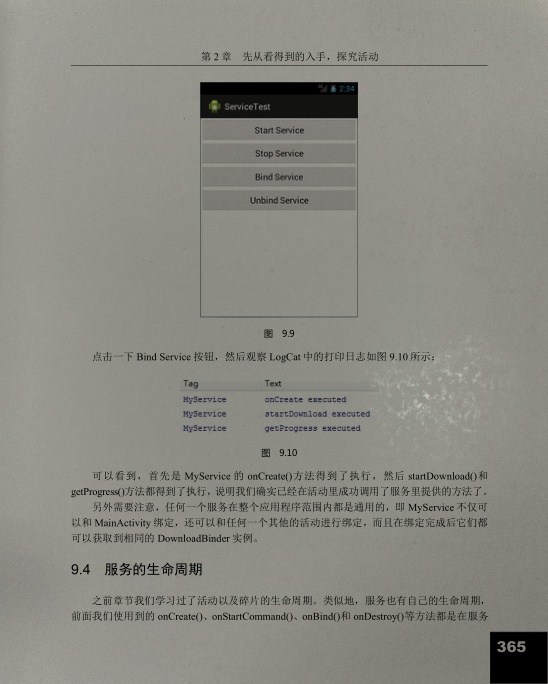 第 2 章 先从看得到的入手，探究活动
2:34
ServiceTest
Start Service
Stop Service
Bind Service
Unbind Service
图 9.9
点击一下 Bind Service 按钮，然后观察 LogCat 中的打印日志如图 9.10 所示：
Tag Text
MyService onCreate executed
MyService startDownload executed
MyService getProgress executed
图 9.10
可以看到，首先是 MyService 的 onCreate()方法得到了执行，然后 startDownload()和
getProgress()方法都得到了执行，说明我们确实已经在活动里成功调用了服务里提供的方法了。
另外需要注意，任何一个服务在整个应用程序范围内都是通用的，即 MyService 不仅可
以和 MainActivity 绑定，还可以和任何一个其他的活动进行绑定，而且在绑定完成后它们都
可以获取到相同的 DownloadBinder 实例。
9.4 服务的生命周期
之前章节我们学习过了活动以及碎片的生命周期。类似地，服务也有自己的生命周期，
前面我们使用到的 onCreate()、onStartCommand()、onBind()和 onDestroy()等方法都是在服务
365